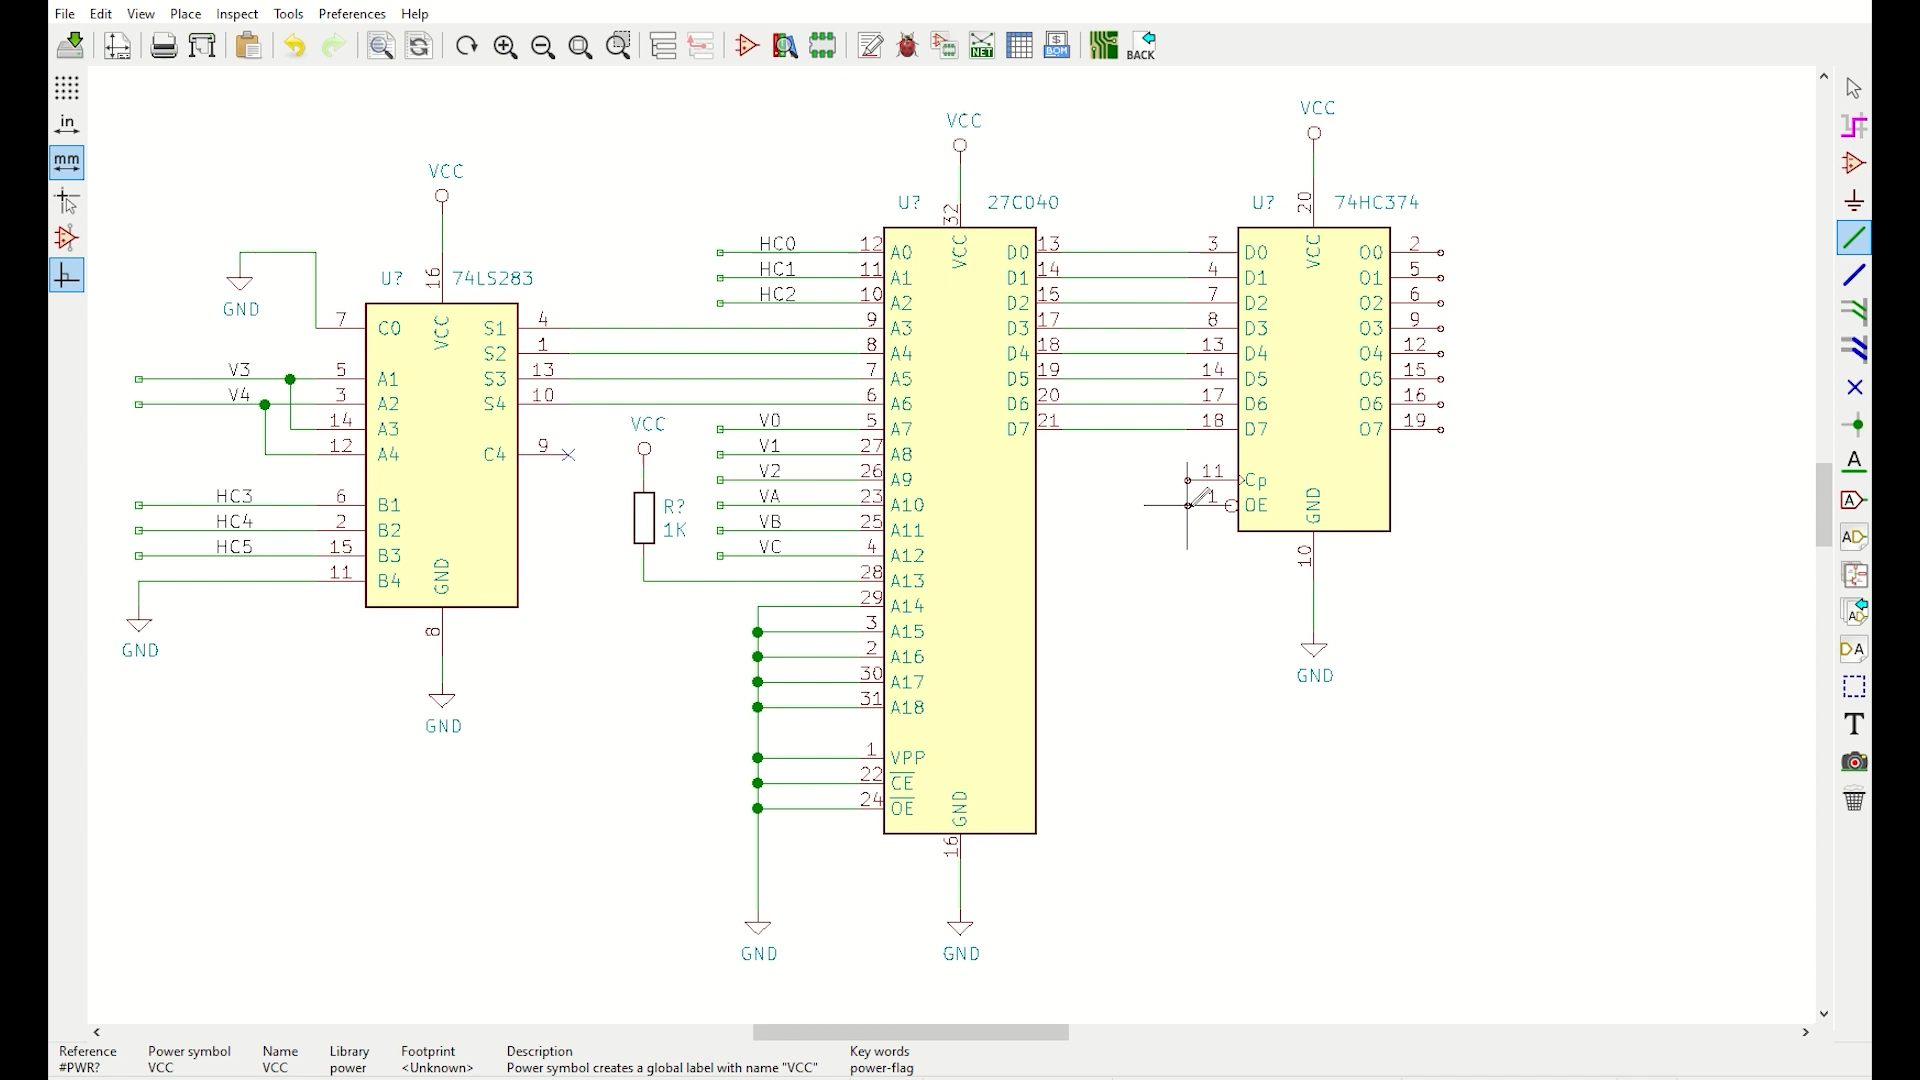 File Edit View Place Inspect Tools Preferences Help
NET
BOM
BACK
in
mm
A
A
AD
AD
DA
T
VCC
U? 16 74LS283
GND
7 C0 VCC S1 4
S2 1
V3 5 A1 S3 13
V4 3 A2 S4 10
14 A3
12 A4 C4 9
HC3 6 B1
HC4 2 B2
HC5 15 B3
11 B4 GND
GND
8
GND
VCC
R?
1K
VCC
U? 32 27C040
HC0 12 A0 VCC D0 13
HC1 11 A1 D1 14
HC2 10 A2 D2 15
9 A3 D3 17
8 A4 D4 18
7 A5 D5 19
6 A6 D6 20
V0 5 A7 D7 21
V1 27 A8
V2 26 A9
VA 23 A10
VB 25 A11
VC 4 A12
28 A13
29 A14
3 A15
2 A16
30 A17
31 A18
1 VPP
22 CE
24 OE GND
16
GND
GND
VCC
U? 20 74HC374
3 D0 VCC O0 2
4 D1 O1 5
7 D2 O2 6
8 D3 O3 9
13 D4 O4 12
14 D5 O5 15
17 D6 O6 16
18 D7 O7 19
11 Cp
1 OE GND
10
GND
Reference Power symbol Name Library Footprint Description Key words
#PWR? VCC VCC power <Unknown> Power symbol creates a global label with name "VCC" power-flag